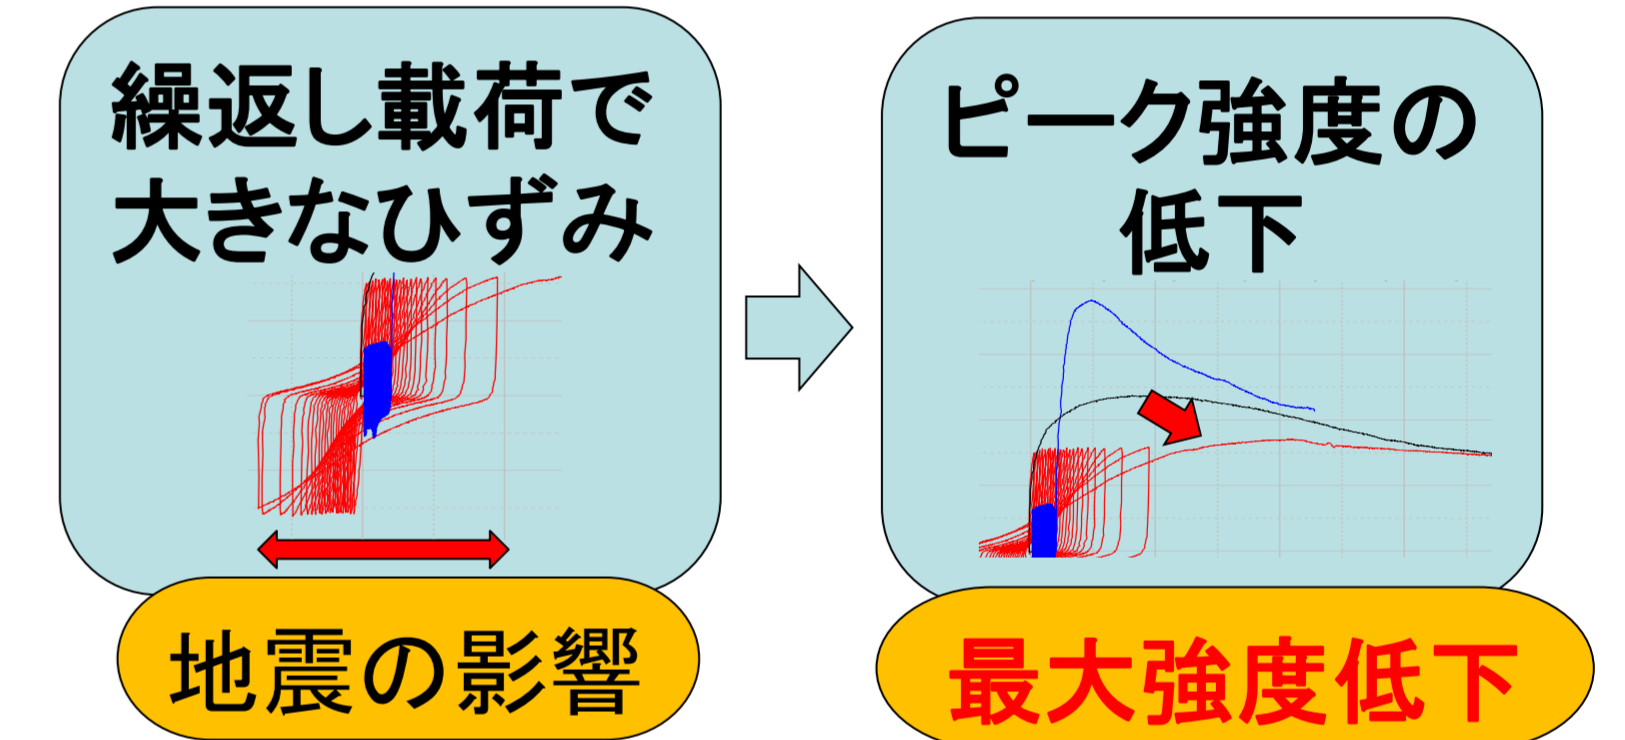 繰返し載荷で
大きなひずみ
地震の影響
ピーク強度の
低下
最大強度低下